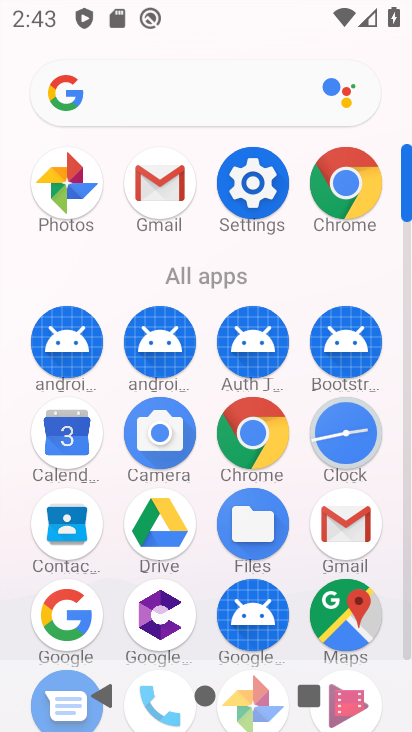 2:43
Photos Gmail Settings Chrome
All apps
androi... androi... Auth T... Bootstr...
3
Calend... Camera Chrome Clock
Contac... Drive Files Gmail
Google Google... Google... Maps